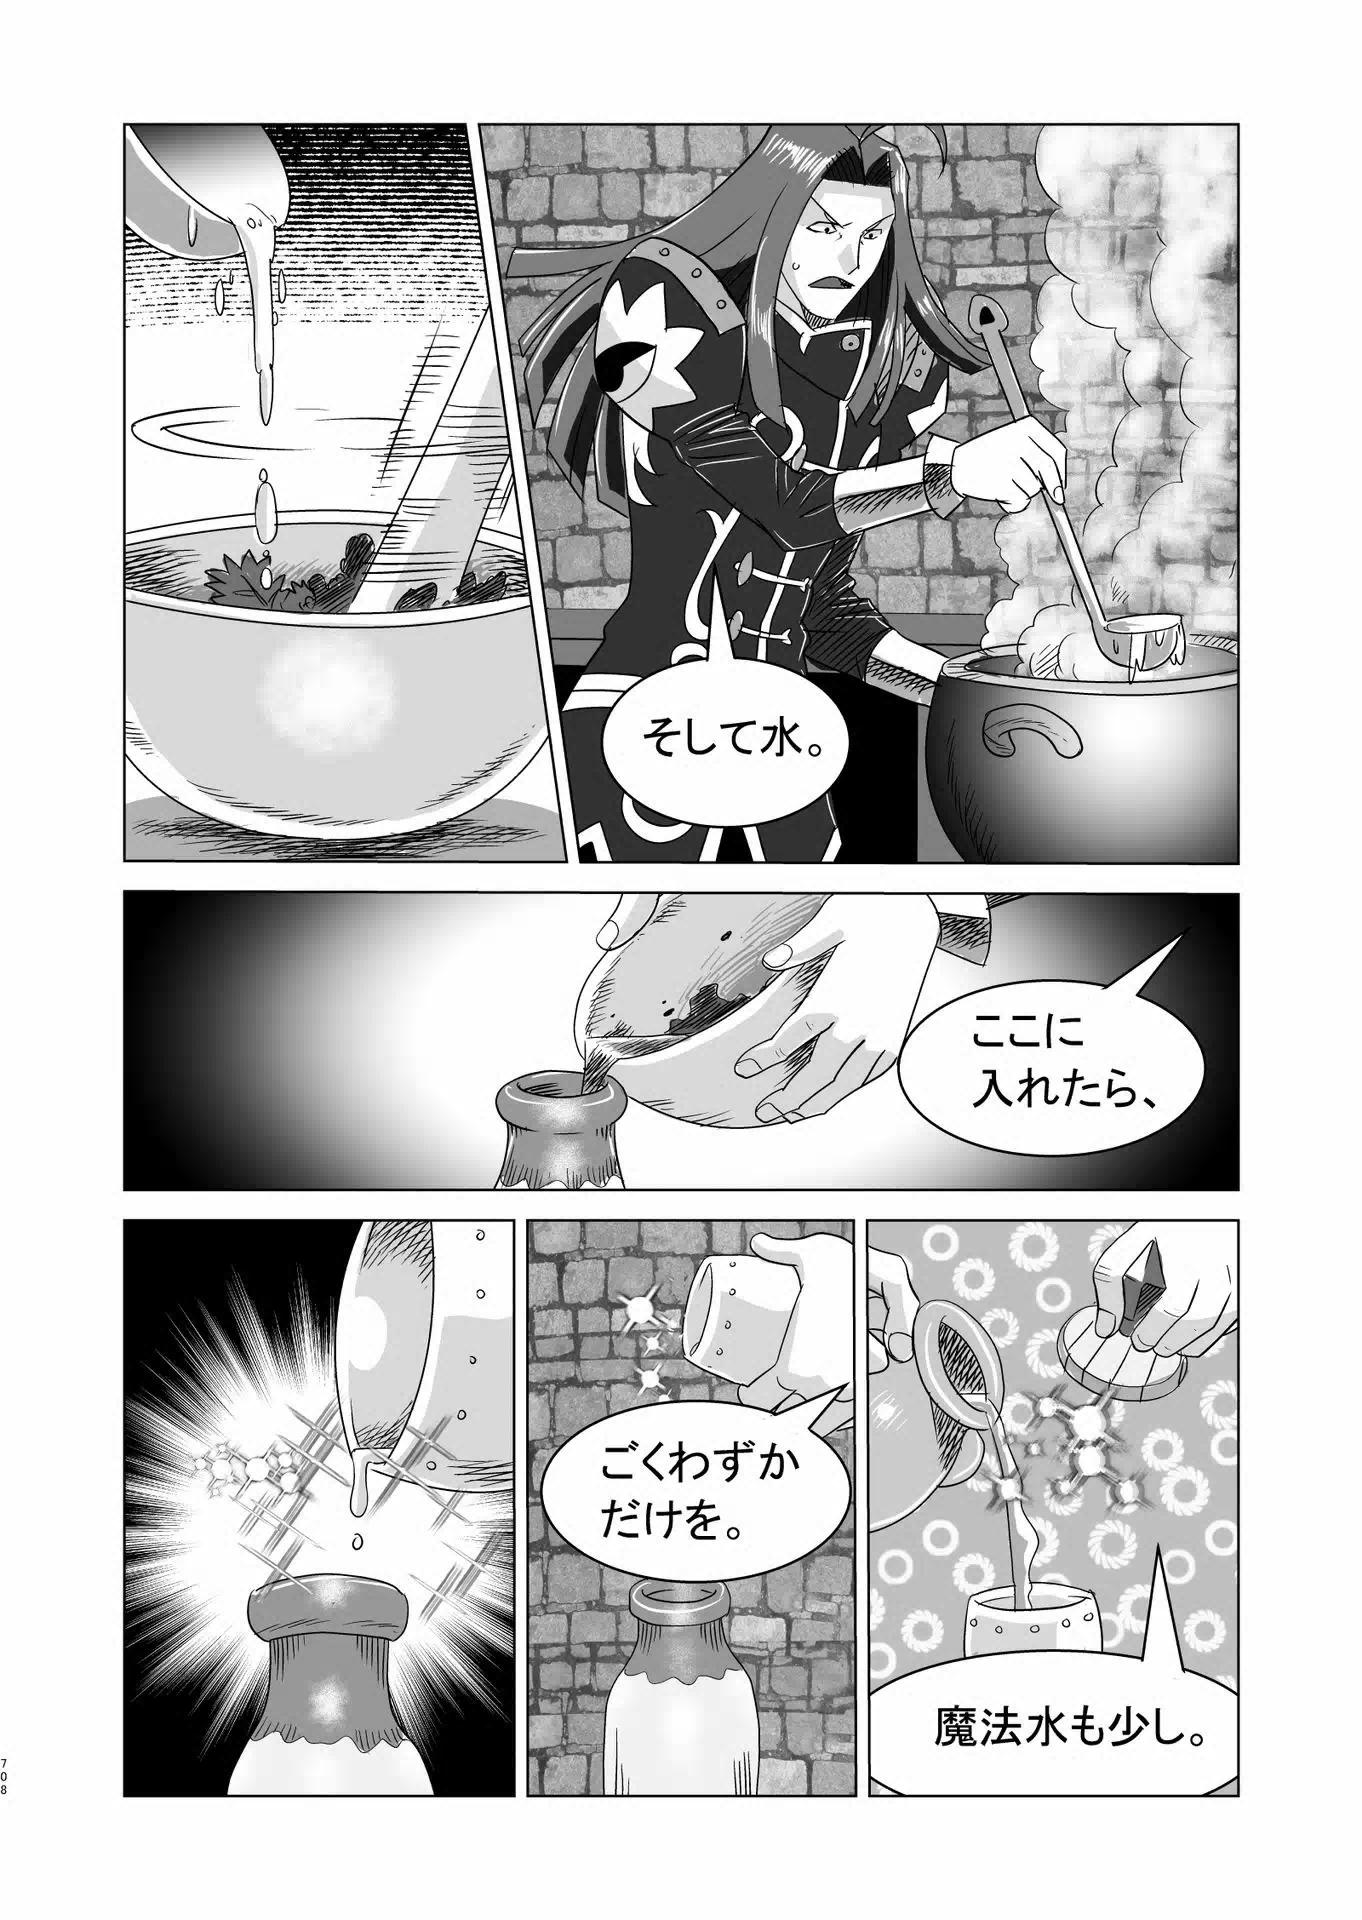 そして水。
ここに
入れたら、
魔法水も少し。
ごくわずか
だけを。
708